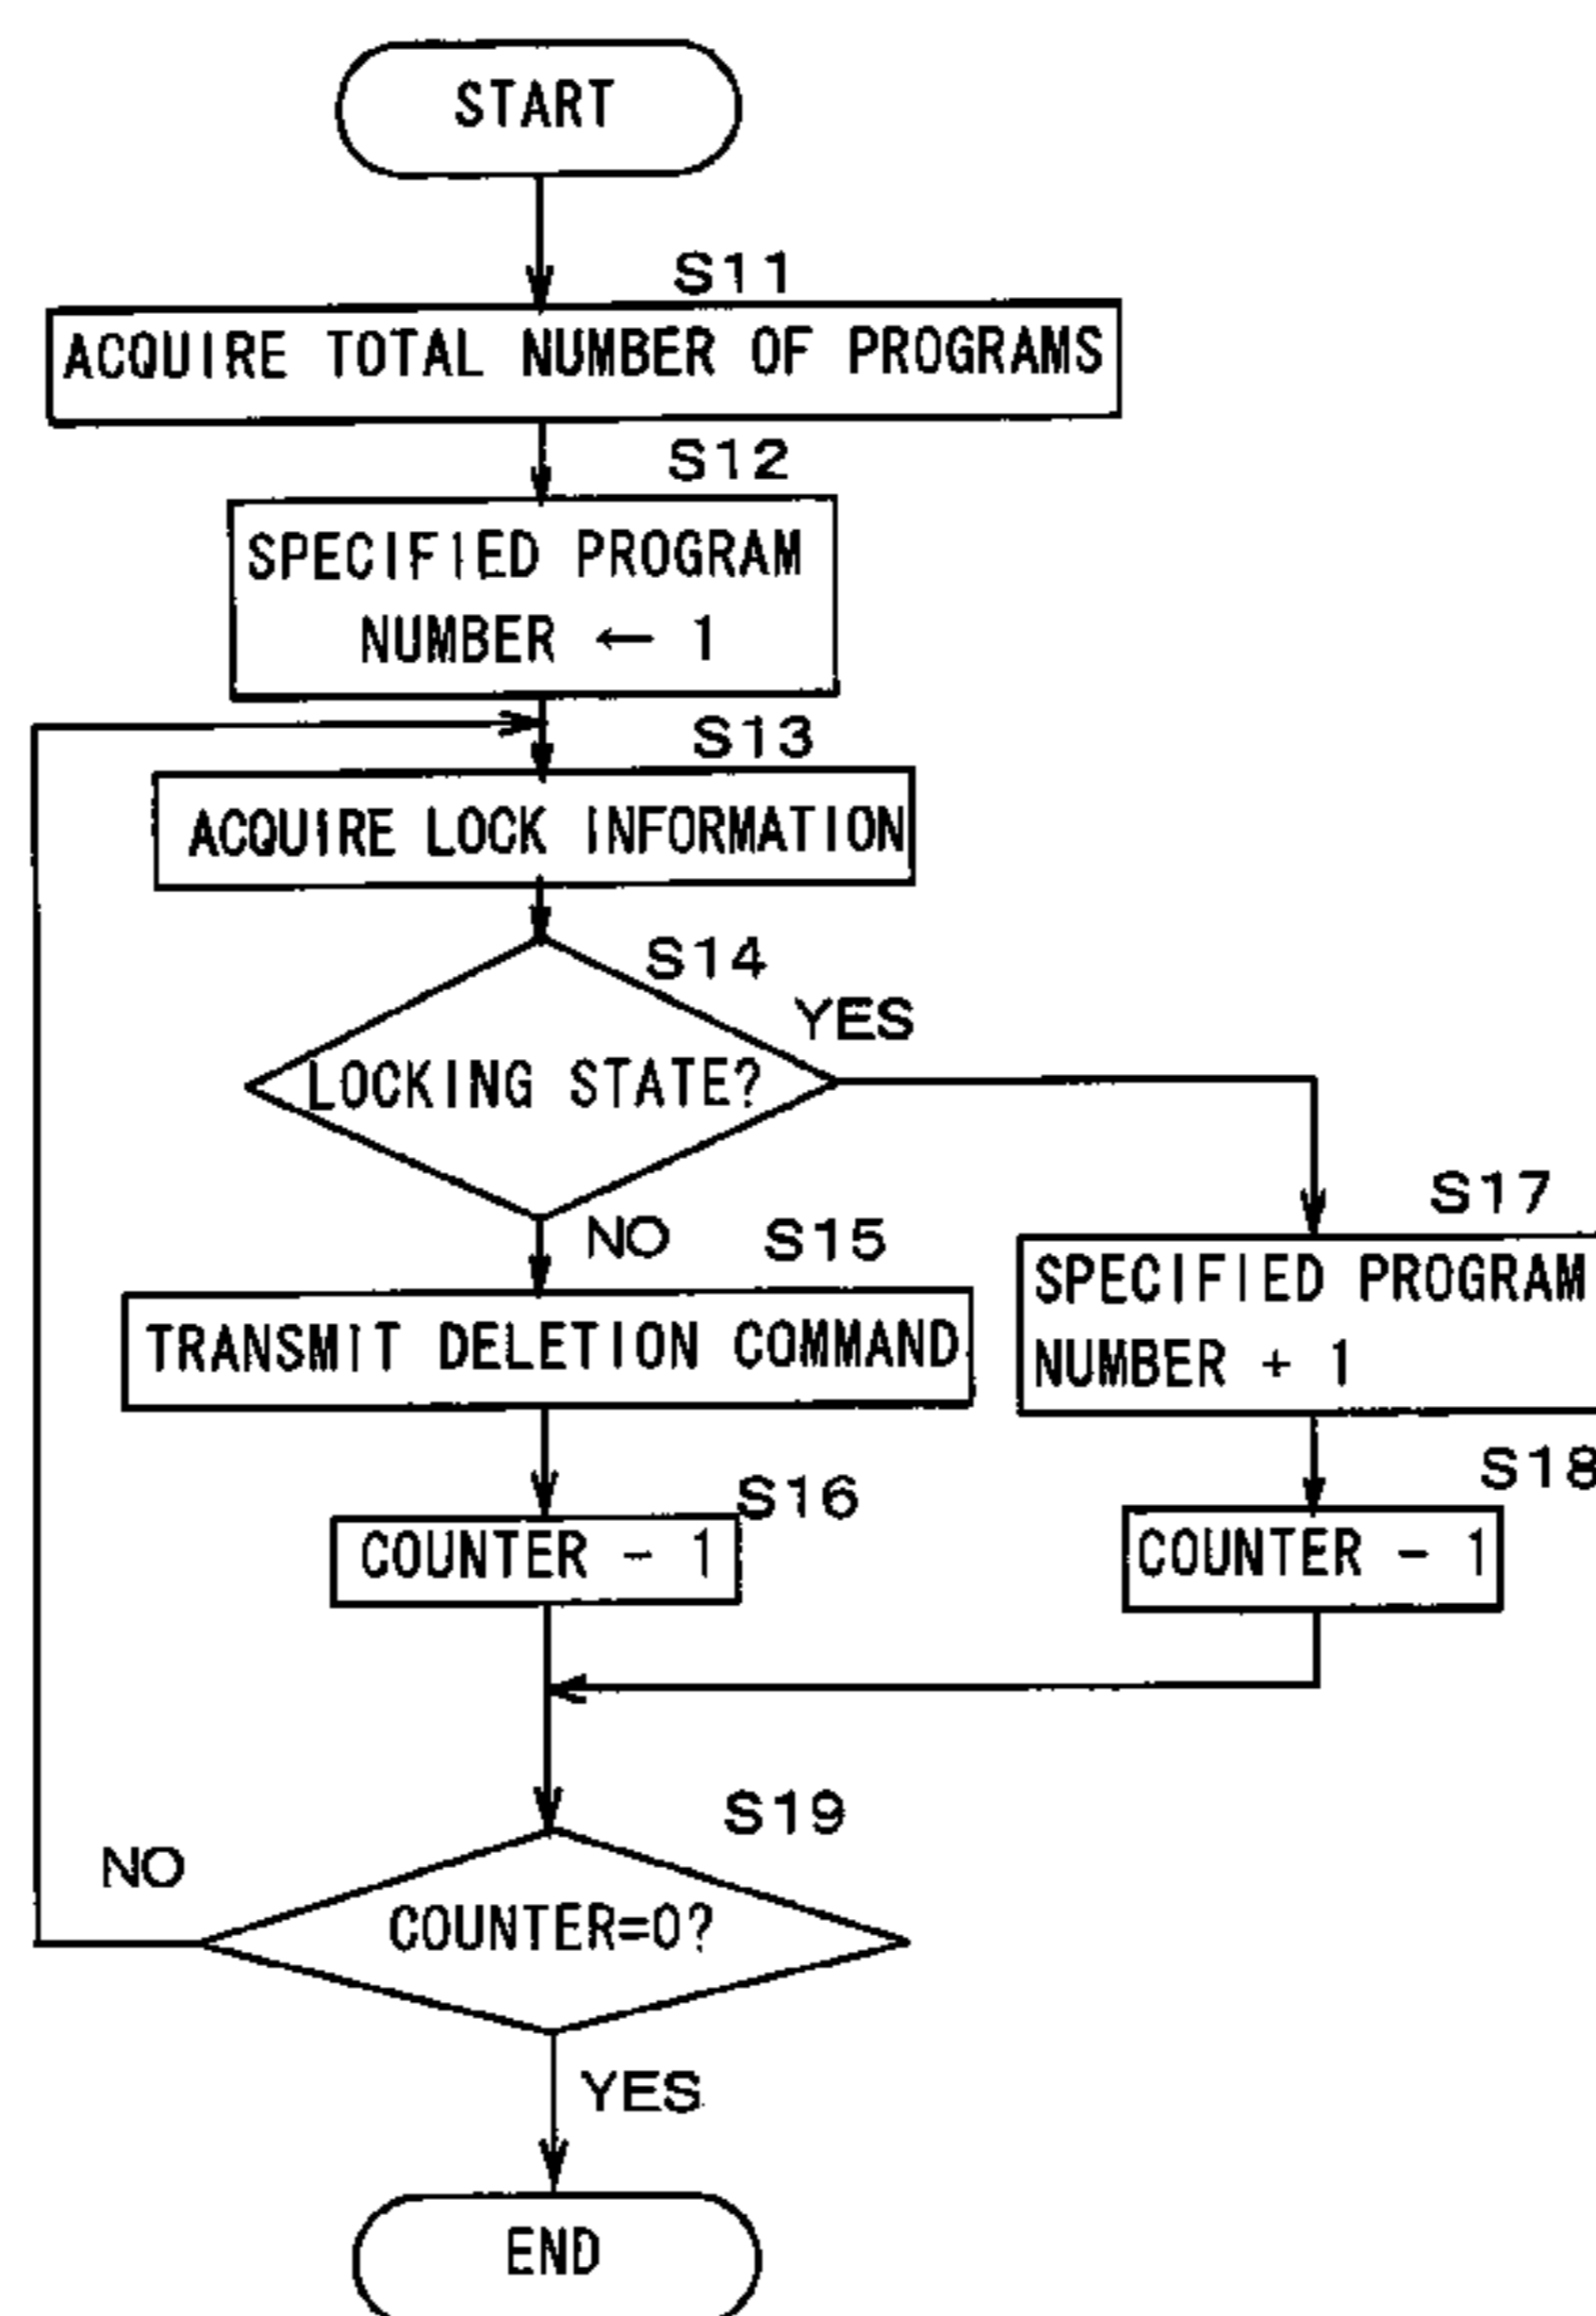 START
S11
ACQUIRE TOTAL NUMBER OF PROGRAMS
S12
SPECIFIED PROGRAM
NUMBER ← 1
S13
ACQUIRE LOCK INFORMATION
S14
YES
LOCKING STATE?
NO
S15
TRANSMIT DELETION COMMAND
S16
COUNTER - 1
S17
SPECIFIED PROGRAM
NUMBER + 1
S18
COUNTER - 1
S19
NO
COUNTER=0?
YES
END